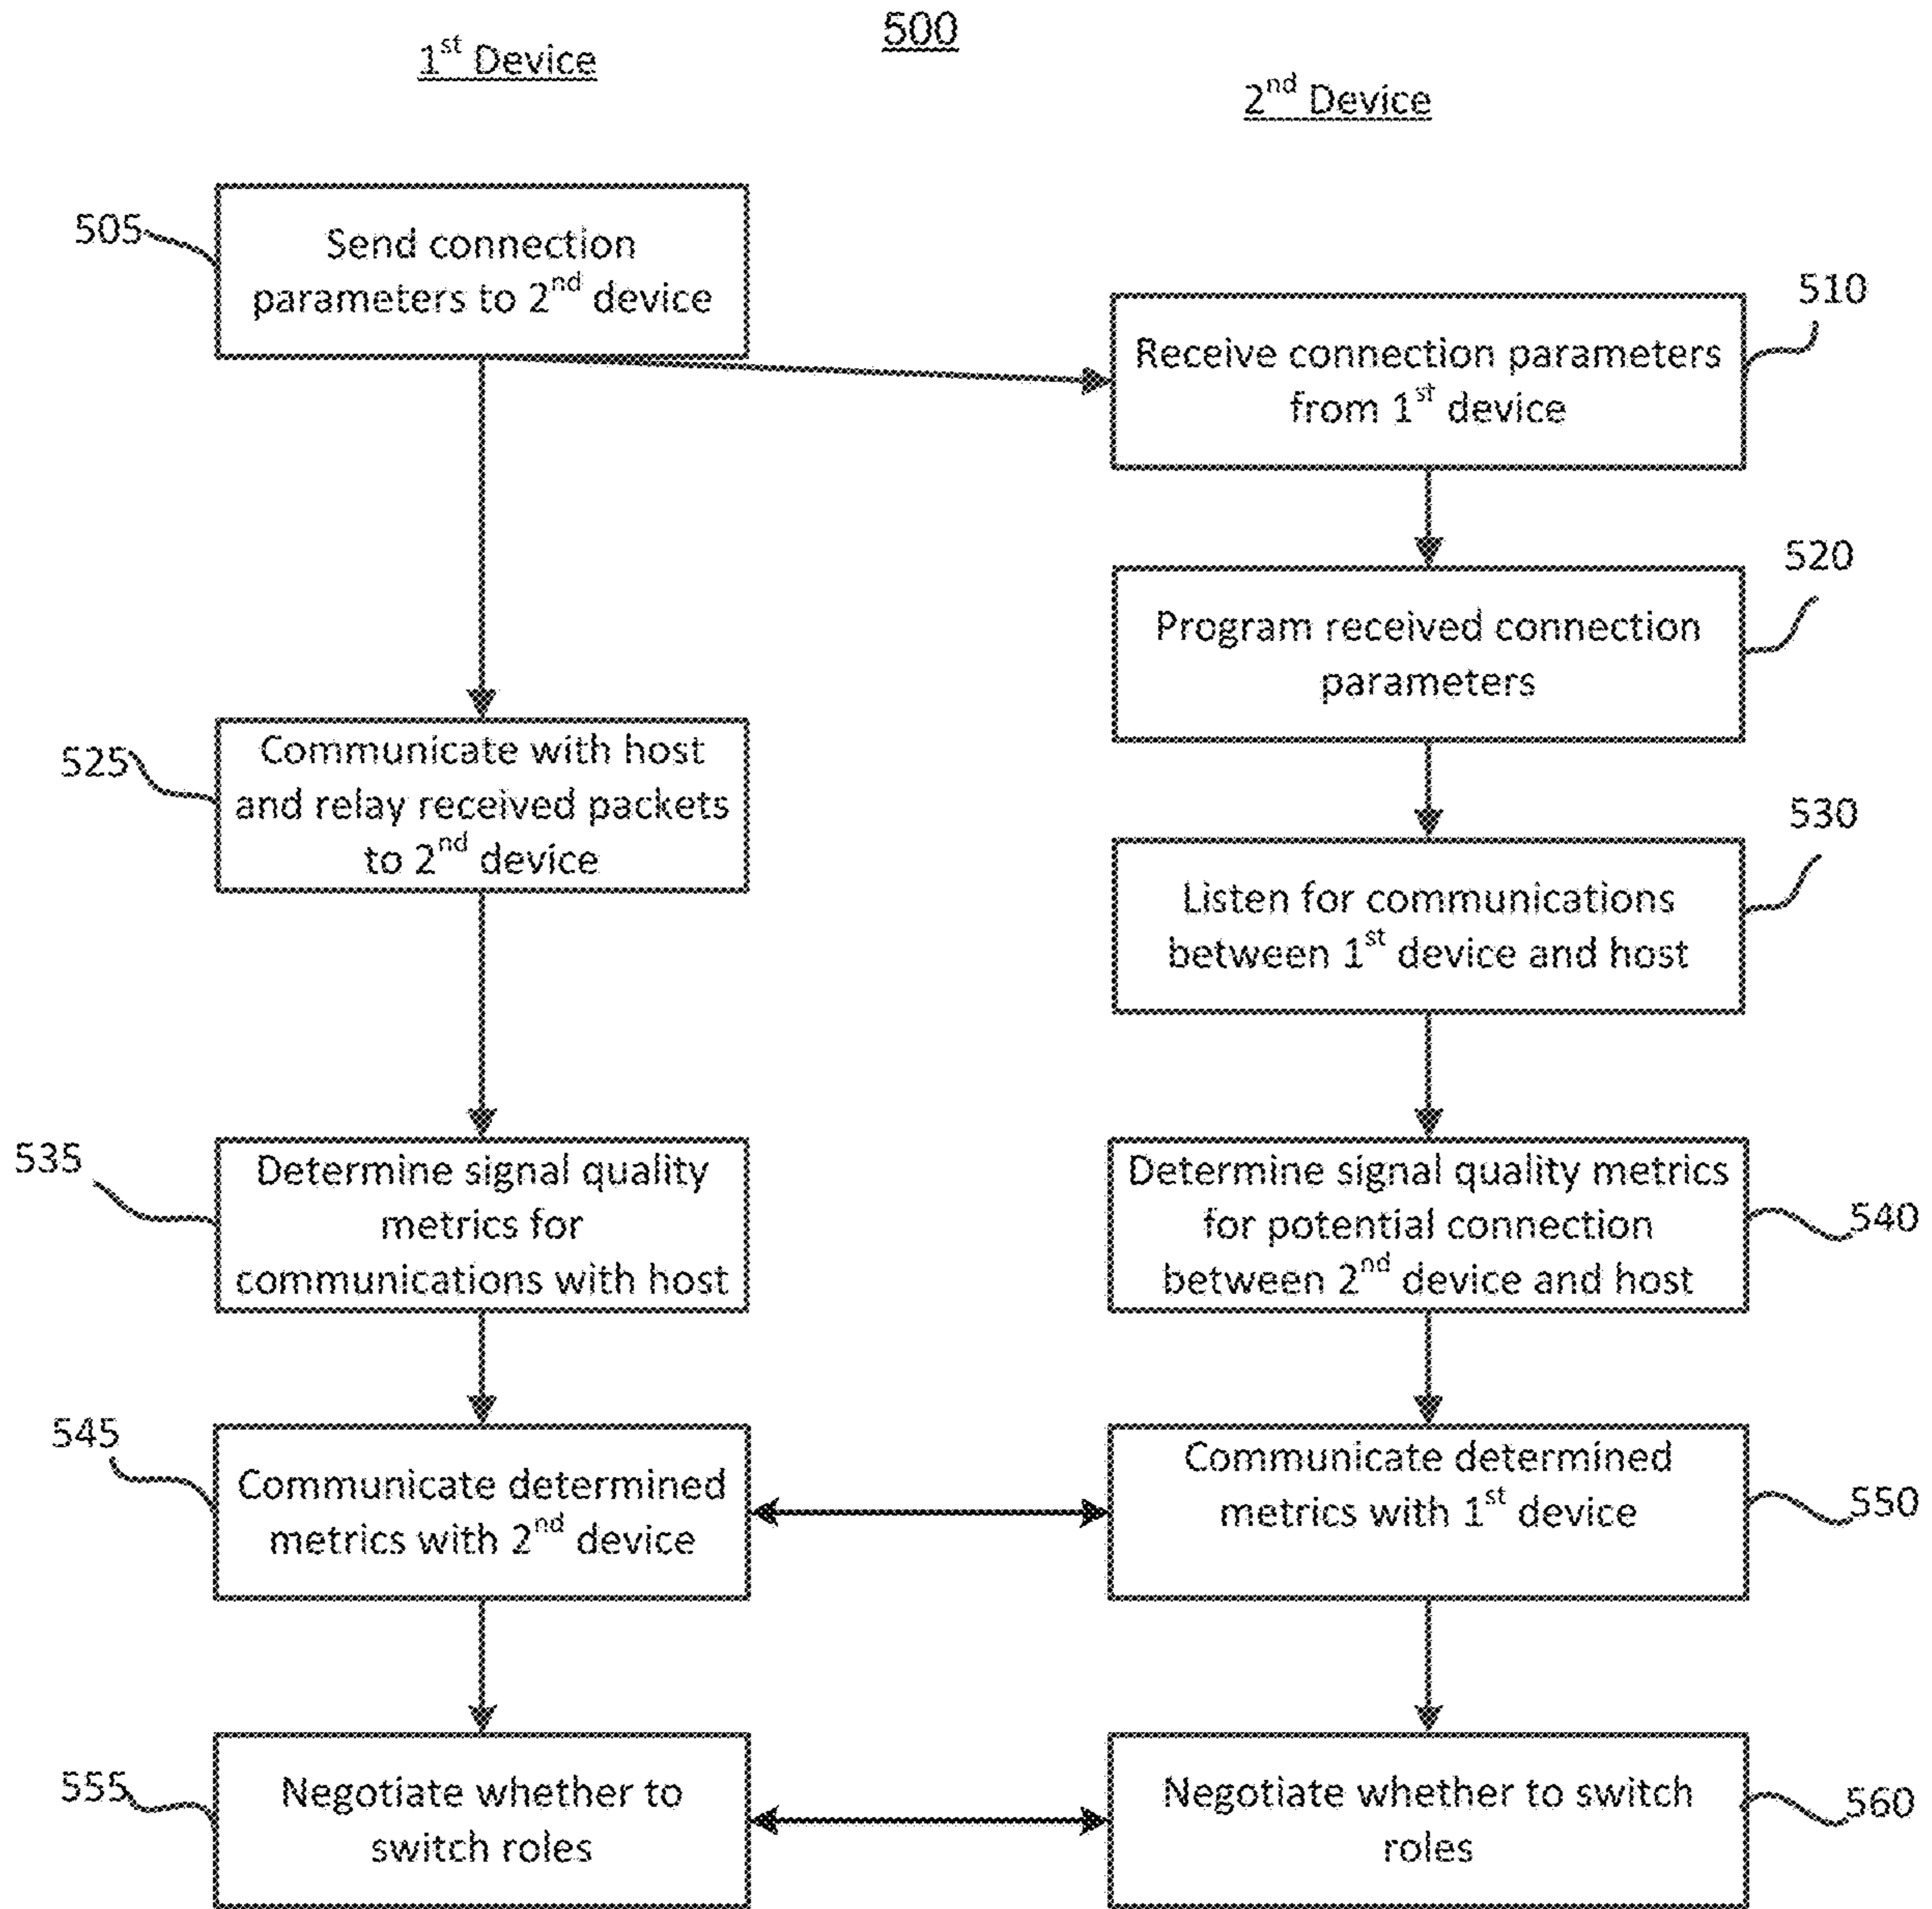 500
1st Device
2nd Device
505
Send connection
parameters to 2nd device
510
Receive connection parameters
from 1st device
520
Program received connection
parameters
525
Communicate with host
and relay received packets
to 2nd device
530
Listen for communications
between 1st device and host
535
Determine signal quality
metrics for
communications with host
540
Determine signal quality metrics
for potential connection
between 2nd device and host
545
Communicate determined
metrics with 2nd device
550
Communicate determined
metrics with 1st device
555
Negotiate whether to
switch roles
560
Negotiate whether to switch
roles